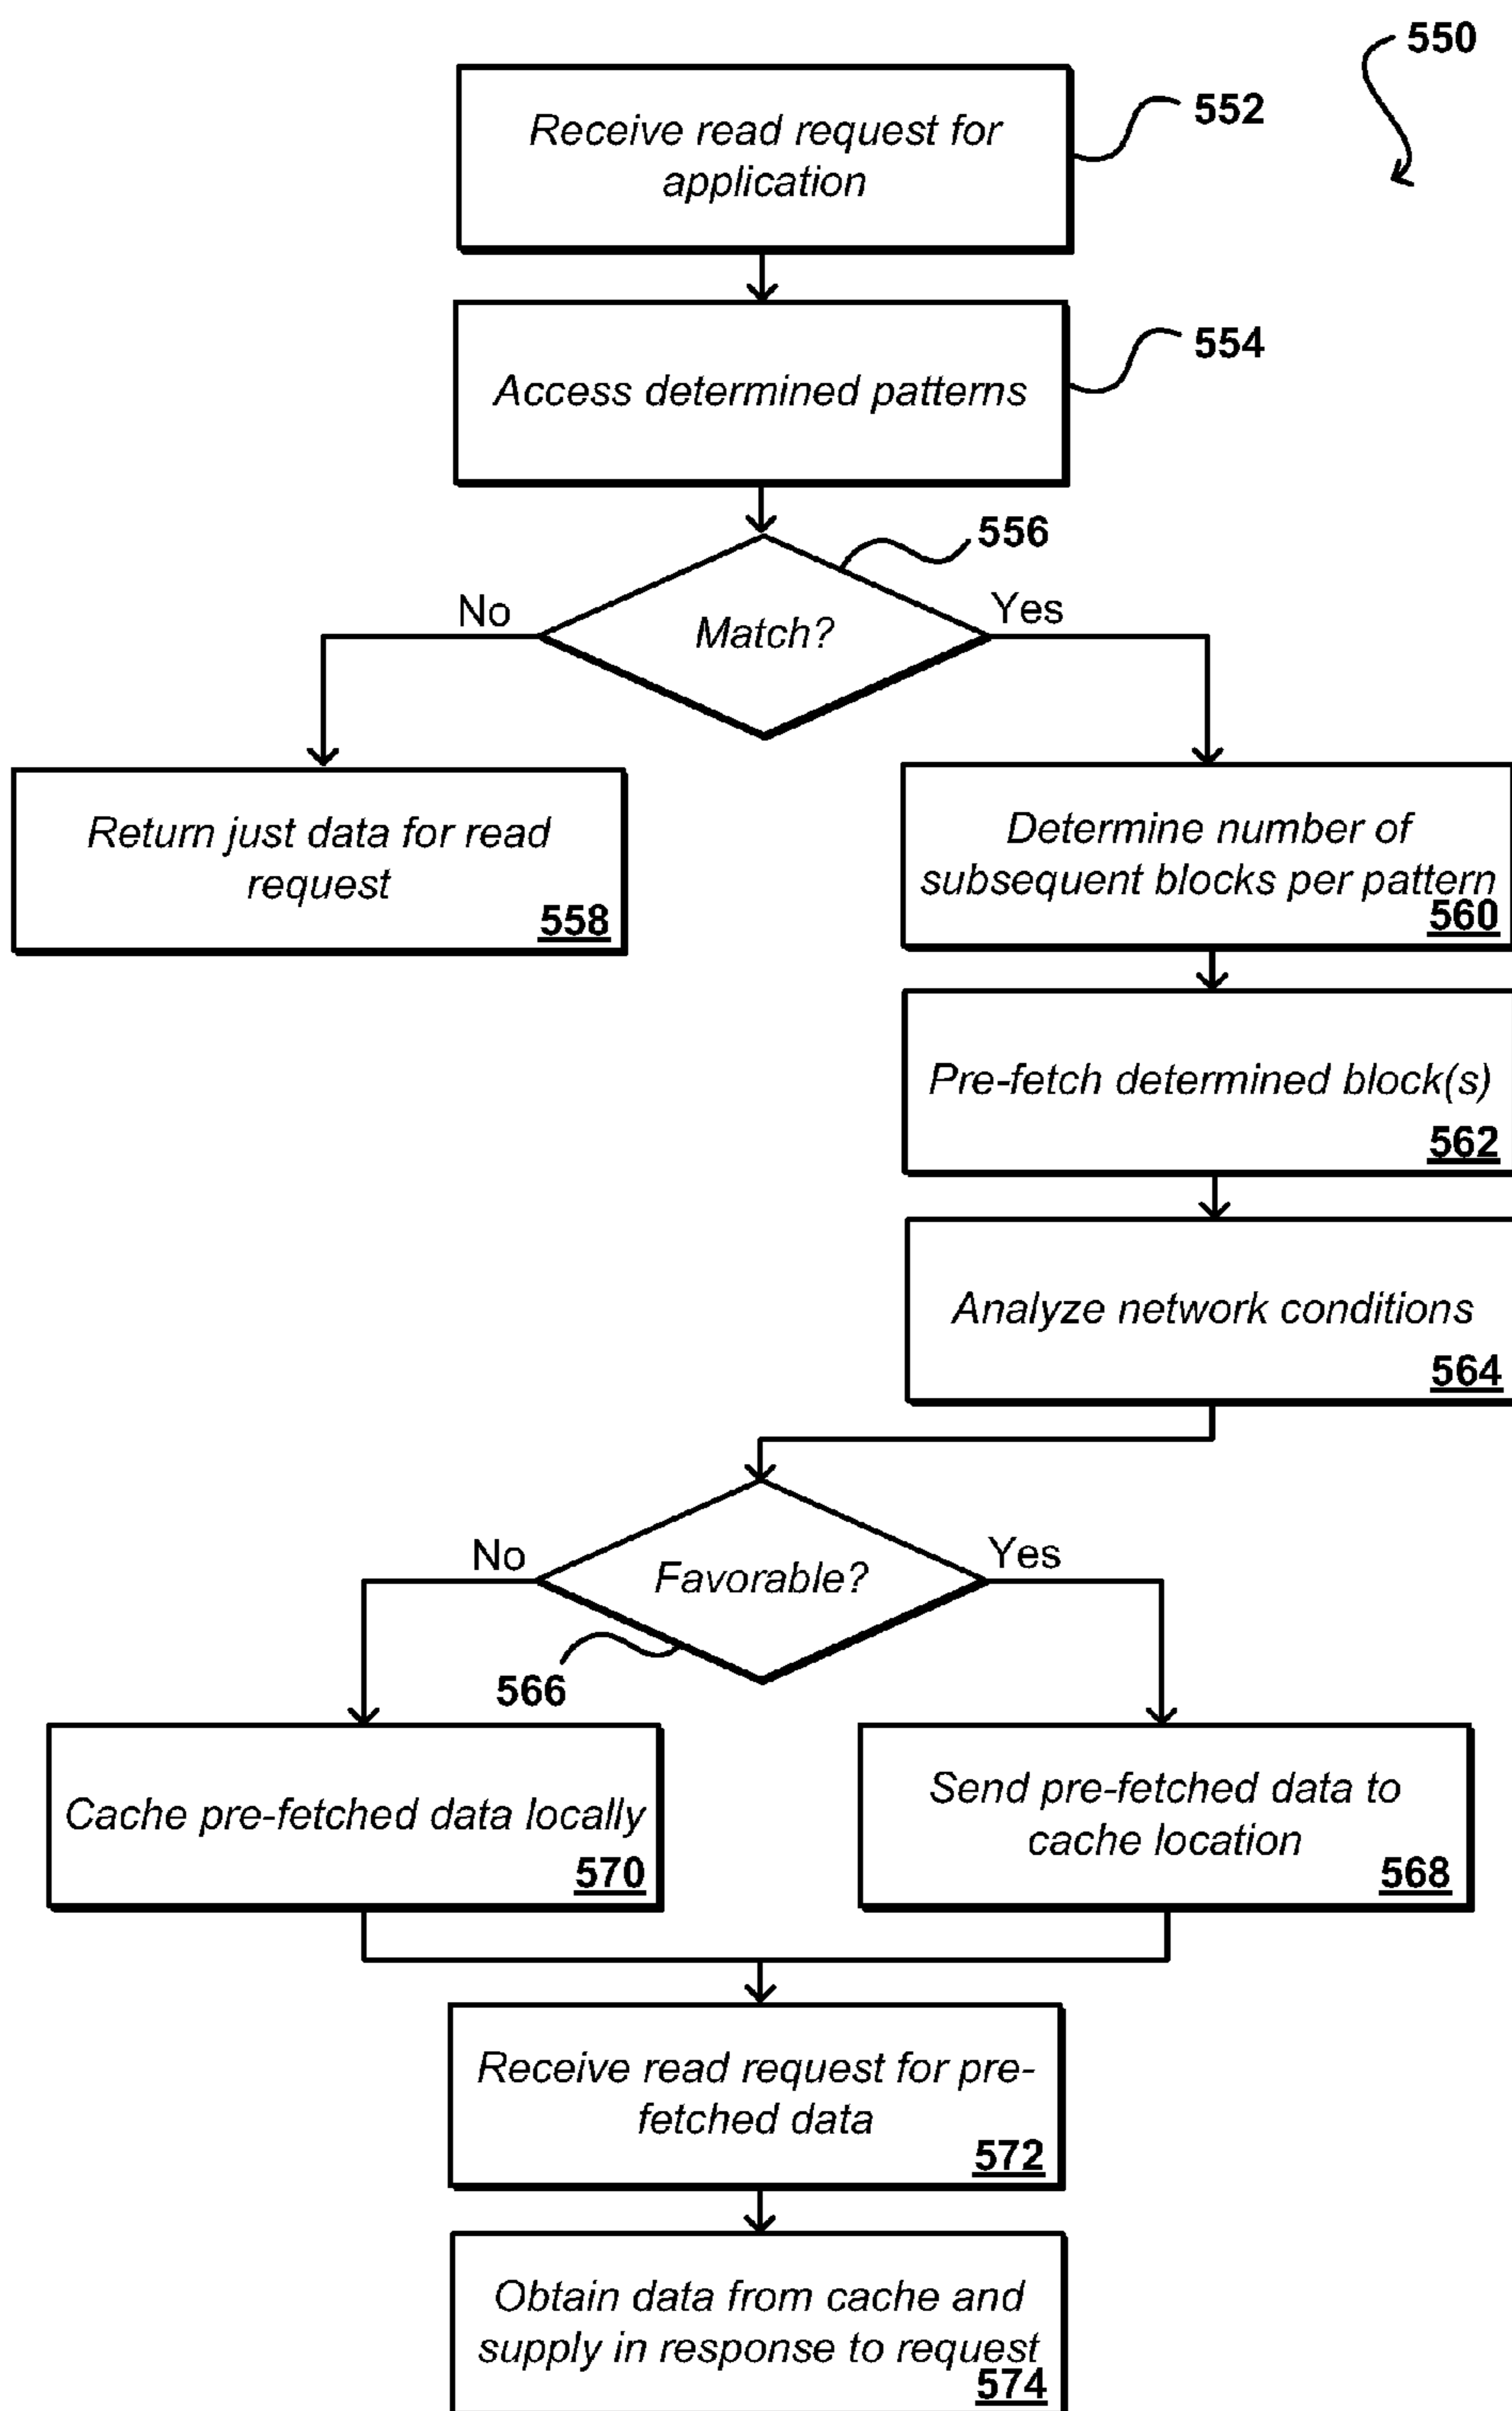 550
Receive read request for
application
552
Access determined patterns
554
556
No
Match?
Yes
Return just data for read
request
558
Determine number of
subsequent blocks per pattern
560
Pre-fetch determined block(s)
562
Analyze network conditions
564
No
Favorable?
Yes
566
Cache pre-fetched data locally
570
Send pre-fetched data to
cache location
568
Receive read request for pre-
fetched data
572
Obtain data from cache and
supply in response to request
574